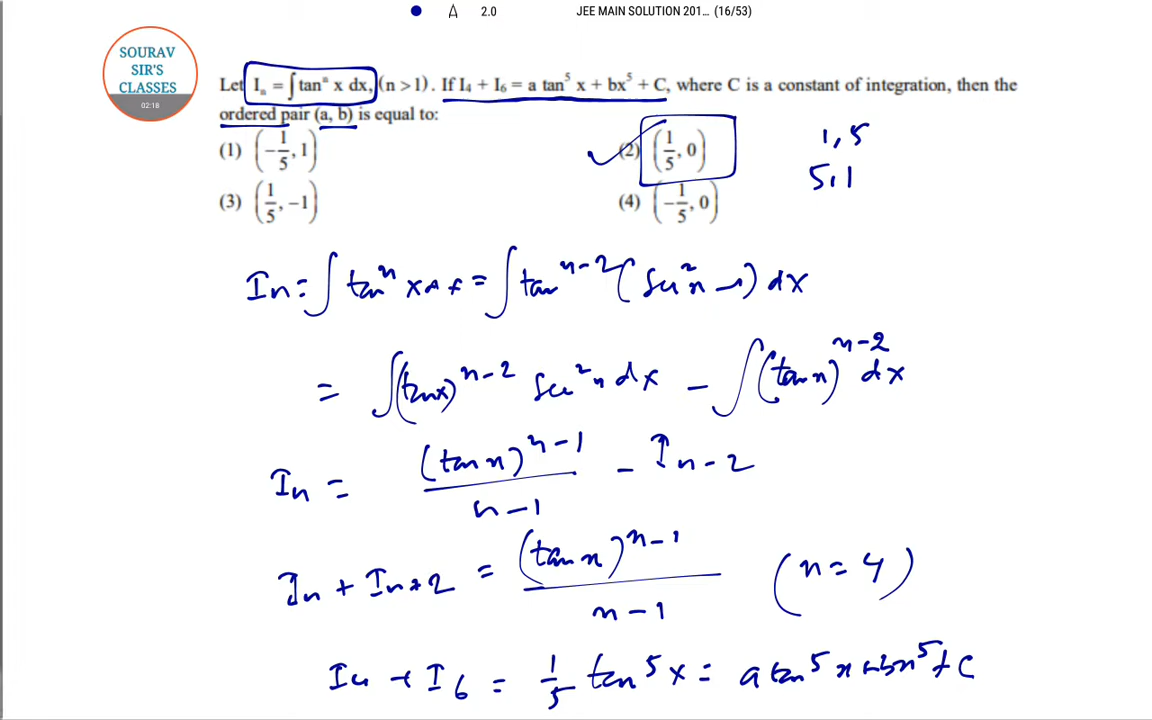 A 2.0 JEE MAIN SOLUTION 201... (16/53)
SOURAV
SIR'S
CLASSES
02:18
Let Iₙ = ∫tanⁿ x dx, (n > 1). If I₄ + I₆ = a tan⁵ x + bx⁵ + C, where C is a constant of integration, then the
ordered pair (a, b) is equal to:
(1) (-1/5, 1) (2) (1/5, 0) 1, 5
5, 1
(3) (1/5, -1) (4) (-1/5, 0)
In = ∫ tanⁿ x dx = ∫ tanⁿ⁻² (sec²x - 1) dx
= ∫ (tanx)ⁿ⁻² sec²x dx - ∫ (tanx)ⁿ⁻² dx
In = (tan x)ⁿ⁻¹ / n-1 - In-2
In + In+2 = (tan x)ⁿ⁻¹ / n-1 (n = 4)
I4 + I6 = 1/5 tan⁵x = a tan⁵x + bx⁵ + C